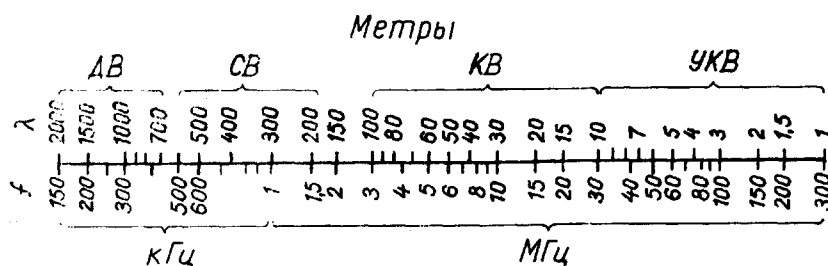 Метры
ДВ СВ КВ УКВ
λ 2000 1500 1000 700 500 400 300 200 150 100 80 60 50 40 30 20 15 10 7 5 4 3 2 1,5 1
f 150 200 300 500 600 1 1,5 2 3 4 5 6 8 10 15 20 30 40 50 60 80 100 150 200 300
кГц МГц